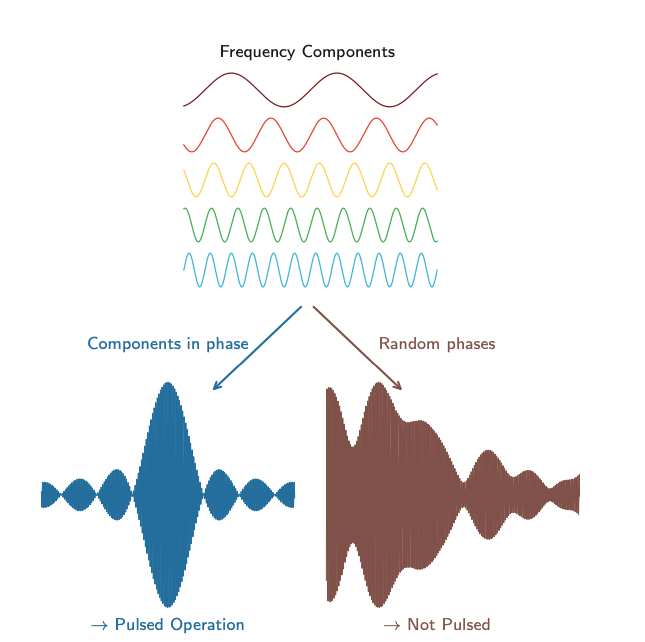 Frequency Components
Components in phase
Random phases
→ Pulsed Operation
→ Not Pulsed